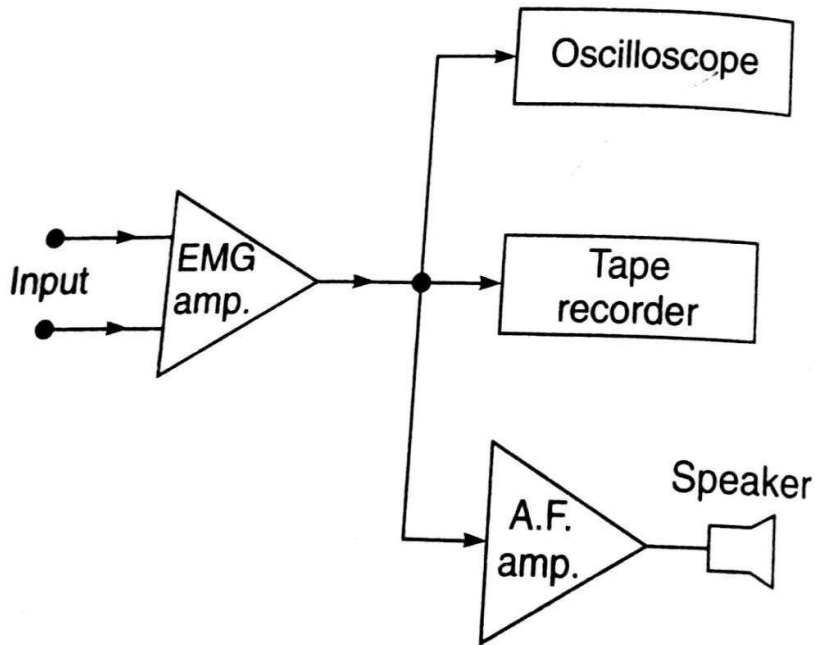 Oscilloscope
Input
EMG
amp.
Tape
recorder
Speaker
A.F.
amp.